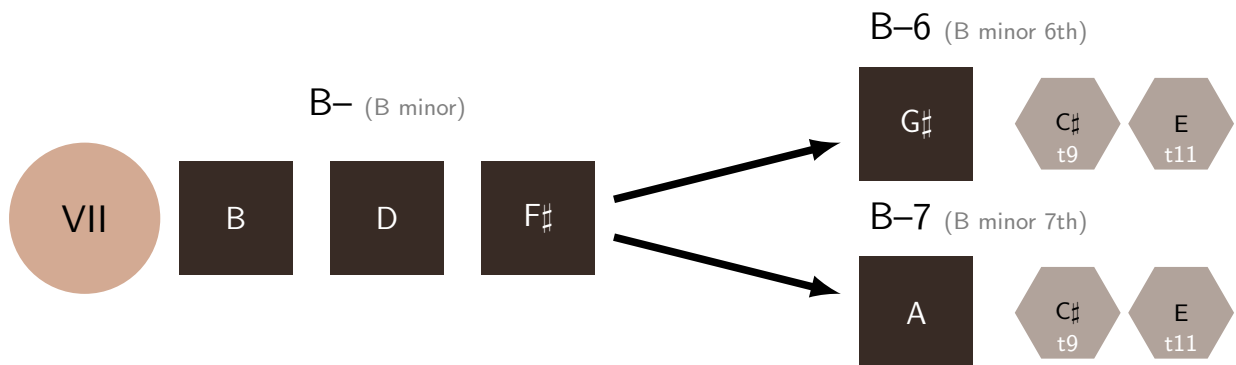 B–6 (B minor 6th)
B– (B minor)
G♯
C♯
t9
E
t11
VII
B
D
F♯
B–7 (B minor 7th)
A
C♯
t9
E
t11